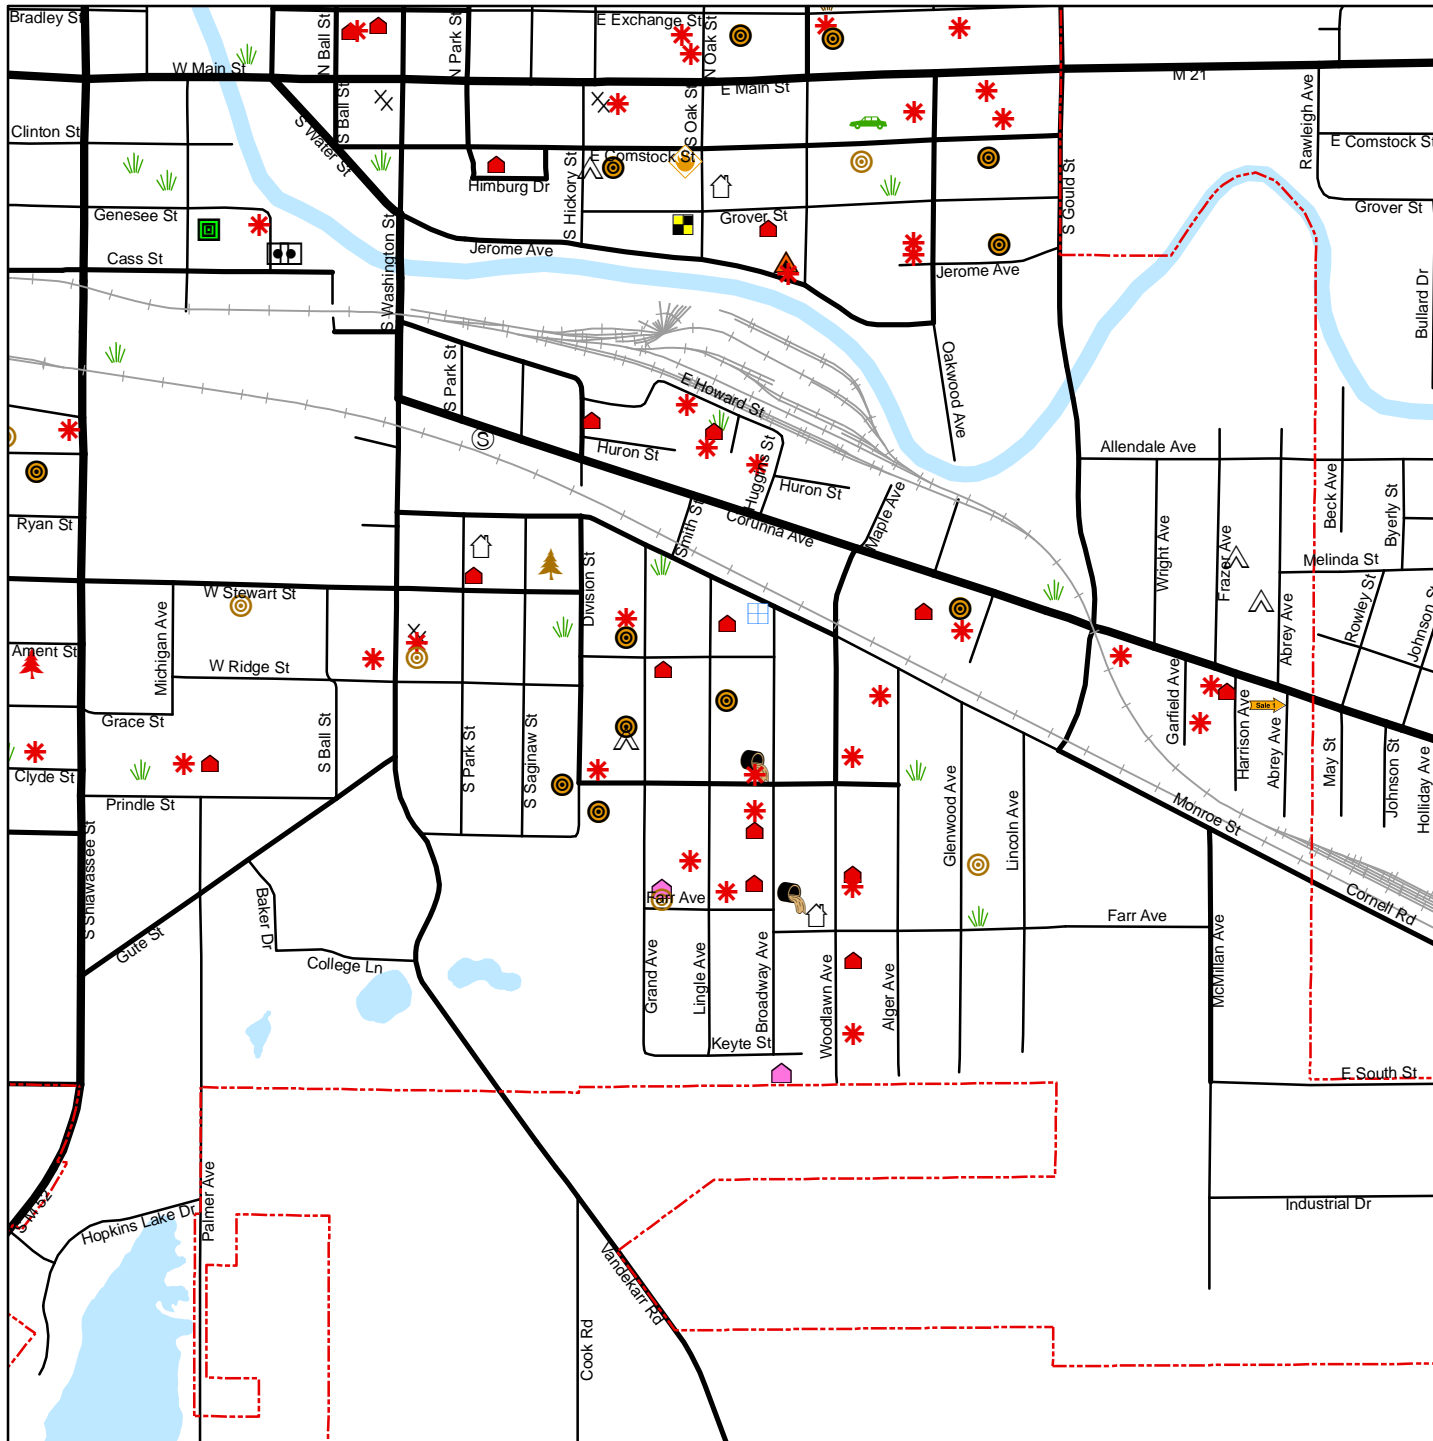 Bradley St
N Ball St
N Park St
E Exchange St
N Oak St
W Main St
M 21
E Main St
Rawleigh Ave
S Ball St
S Oak St
Clinton St
S Water St
E Comstock St
E Comstock St
Himburg Dr
S Hickory St
S Gould St
Genesee St
Grover St
Grover St
S Washington St
Cass St
Jerome Ave
Jerome Ave
Bullard Dr
S Park St
E Howard St
Oakwood Ave
Huron St
Huggins St
Allendale Ave
Huron St
Beck Ave
Byerly St
Maple Ave
S
Ryan St
Smith St
Corunna Ave
Wright Ave
Frazer Ave
Melinda St
Division St
W Stewart St
Rowley St
Johnson S
Abrey Ave
Michigan Ave
Ament St
W Ridge St
Garfield Ave
Harrison Ave
Sale 1
Grace St
S Ball St
S Park St
S Saginaw St
Abrey Ave
May St
Johnson St
Holliday Ave
Clyde St
Prindle St
Monroe St
S Shiawassee St
Glenwood Ave
Lincoln Ave
Farr Ave
Baker Dr
Cornell Rd
Farr Ave
Gute St
College Ln
Grand Ave
Lingle Ave
Broadway Ave
Woodlawn Ave
Alger Ave
McMillan Ave
Keyte St
E South St
S M 52
Hopkins Lake Dr
Palmer Ave
Industrial Dr
Vandekarr Rd
Cook Rd